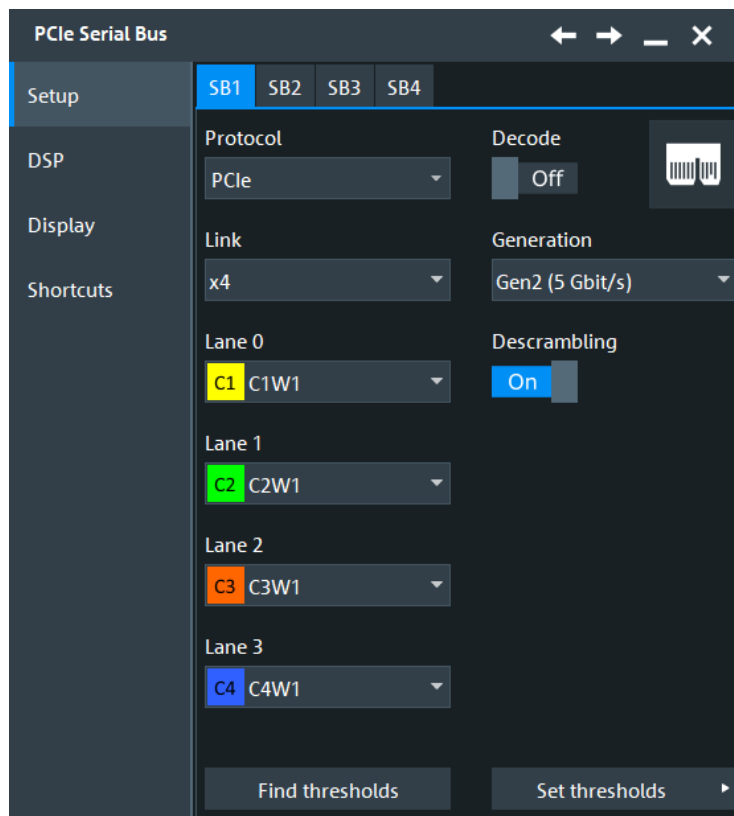 PCIe Serial Bus
Setup
DSP
Display
Shortcuts
SB1 SB2 SB3 SB4
Protocol
PCIe
Decode
Off
Link
x4
Generation
Gen2 (5 Gbit/s)
Lane 0
C1 C1W1
Descrambling
On
Lane 1
C2 C2W1
Lane 2
C3 C3W1
Lane 3
C4 C4W1
Find thresholds
Set thresholds